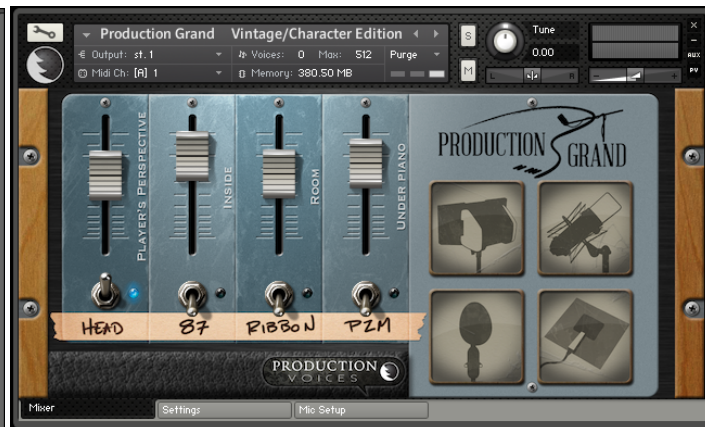 Production Grand Vintage/Character Edition
Output: st.1 Voices: 0 Max: 512 Purge
Midi Ch: [A] 1 Memory: 380.50 MB
S
M
Tune
0.00
L R
- +
×
-
AUX
PV
PLAYER'S PERSPECTIVE
INSIDE
ROOM
UNDER PIANO
PRODUCTION GRAND
HEAD 87 RIBBON PZM
PRODUCTION
VOICES
Mixer Settings Mic Setup